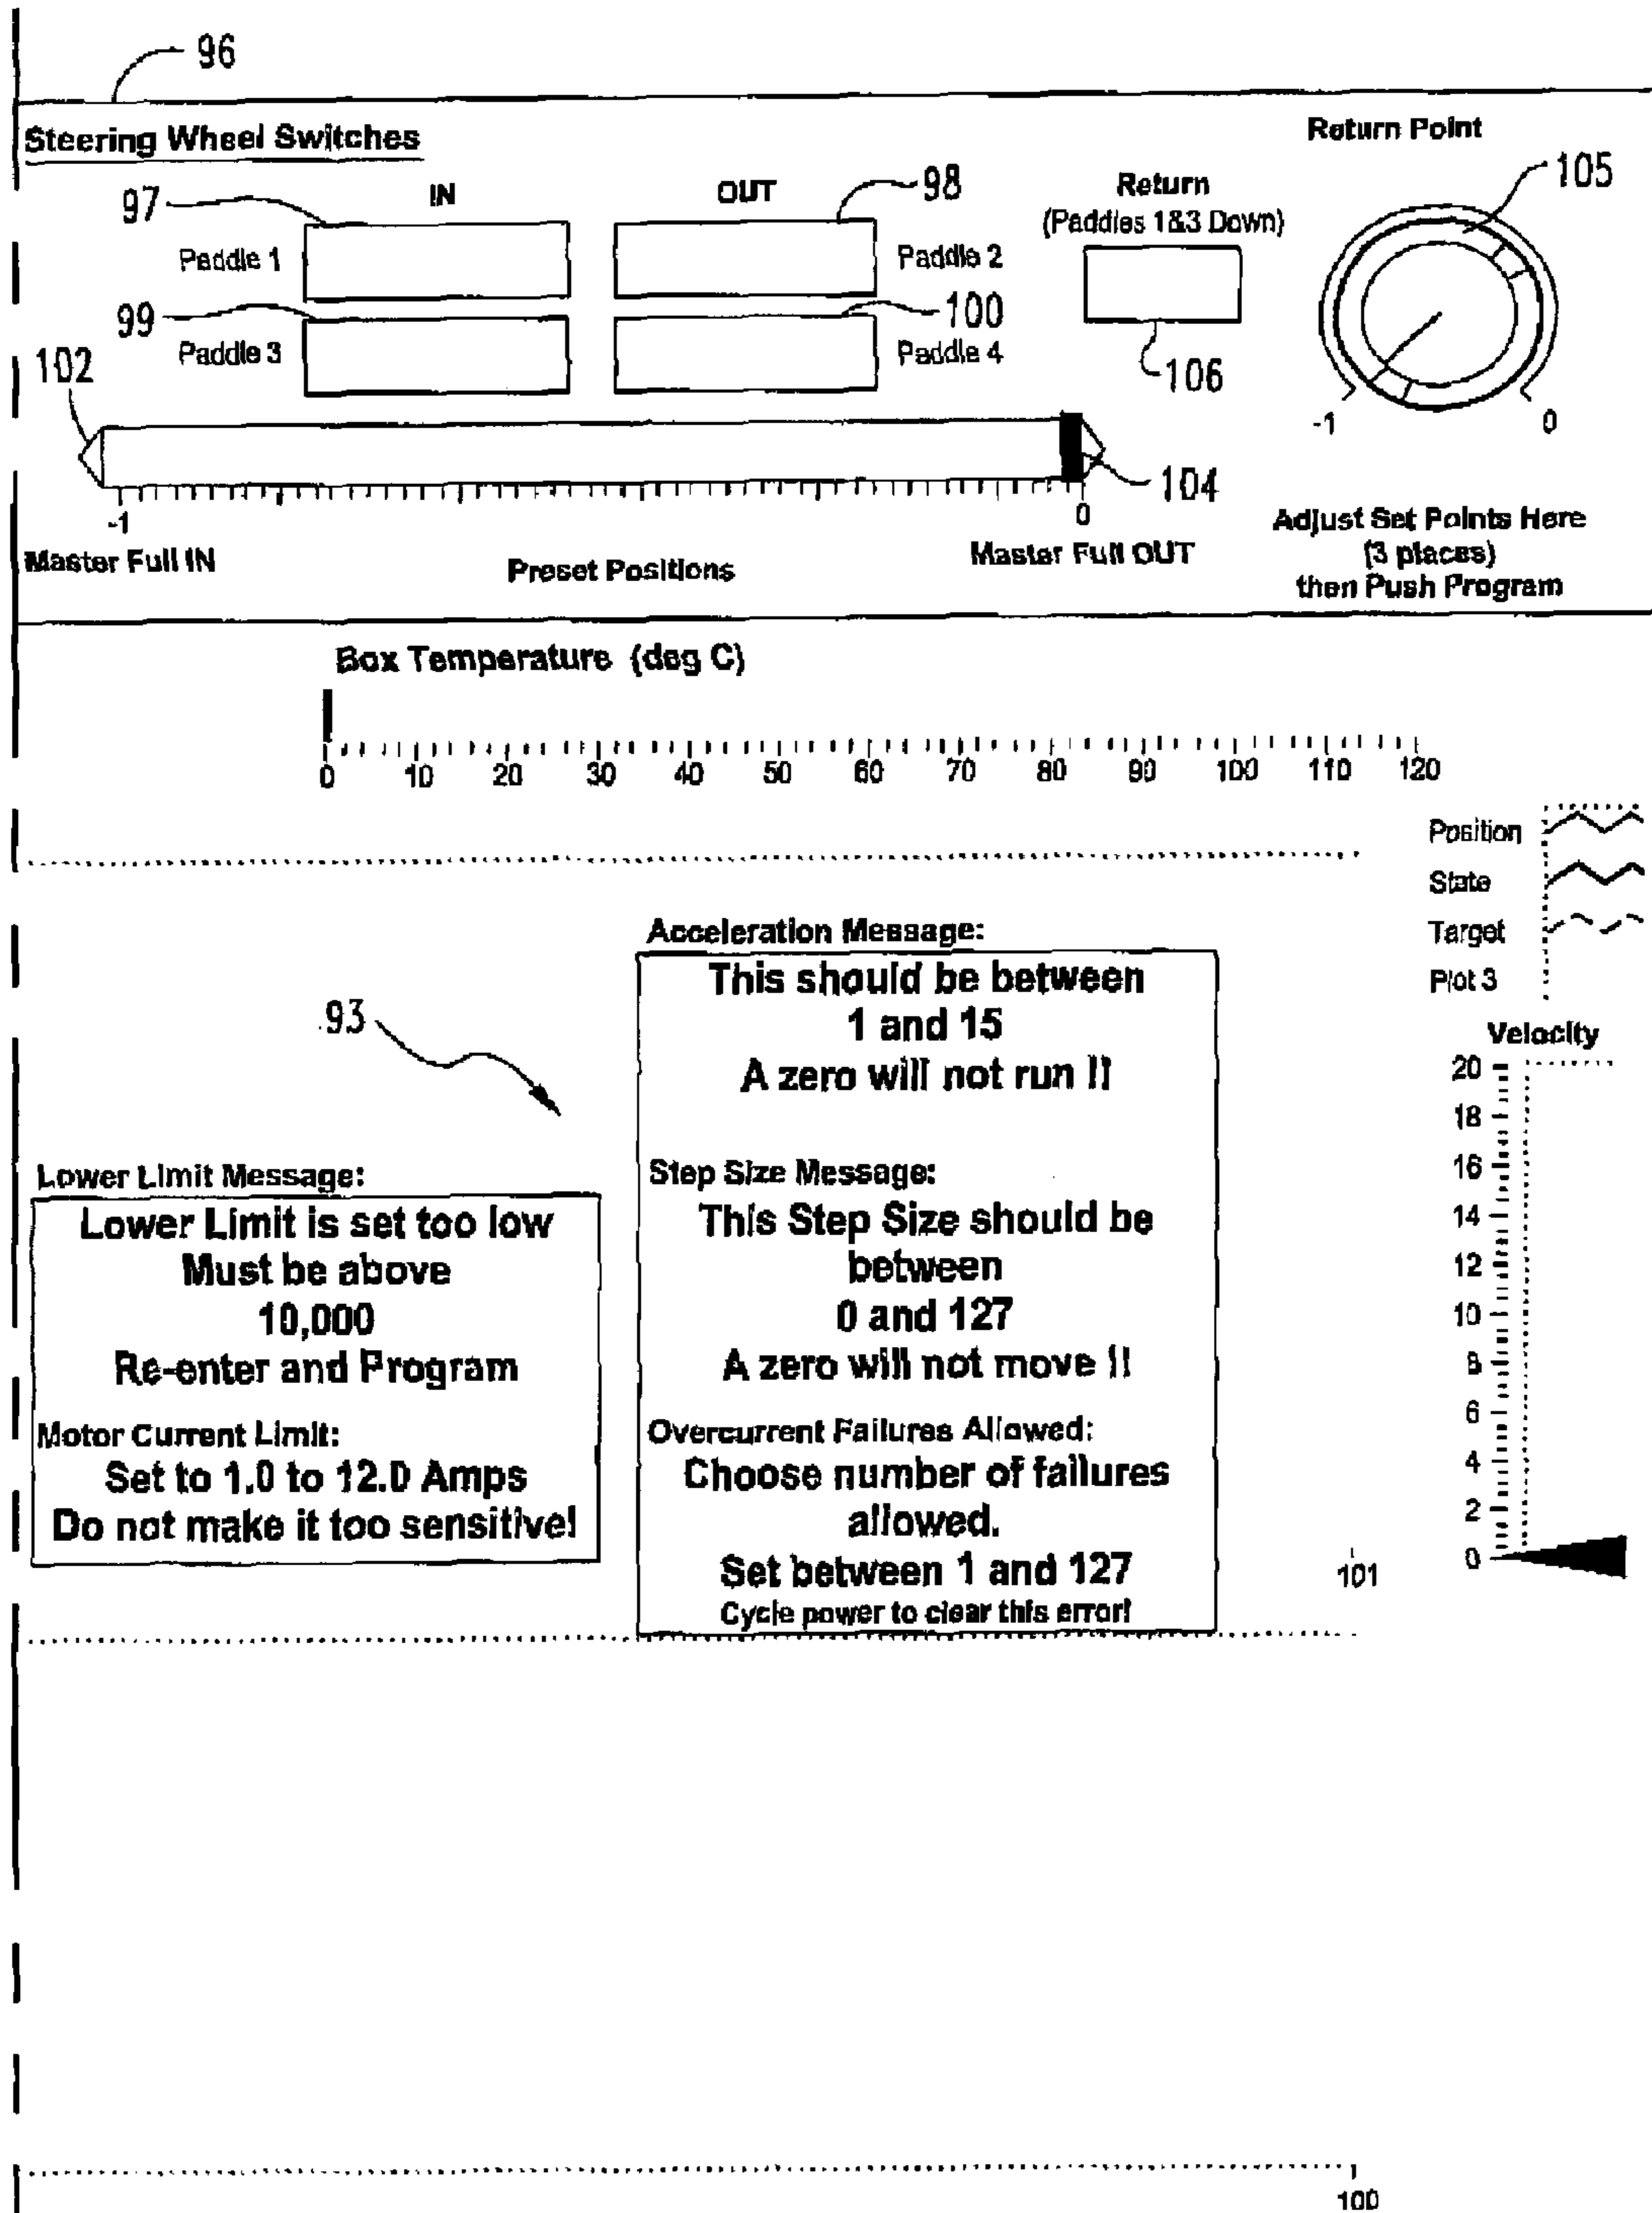 96
Steering Wheel Switches
Return Point
97
IN
OUT
98
Return
(Paddles 1&3 Down)
105
Paddle 1
Paddle 2
99
Paddle 3
100
Paddle 4
102
106
-1
0
104
-1
0
Master Full IN
Preset Positions
Master Full OUT
Adjust Set Points Here
(3 places)
then Push Program
Box Temperature (deg C)
0 10 20 30 40 50 60 70 80 90 100 110 120
Position
State
Target
Plot 3
93
Acceleration Message:
This should be between
1 and 15
A zero will not run !!
Velocity
20
18
16
14
12
10
8
6
4
2
0
Lower Limit Message:
Lower Limit is set too low
Must be above
10,000
Re-enter and Program
Motor Current Limit:
Set to 1.0 to 12.0 Amps
Do not make it too sensitive!
Step Size Message:
This Step Size should be
between
0 and 127
A zero will not move !!
Overcurrent Failures Allowed:
Choose number of failures
allowed.
Set between 1 and 127
Cycle power to clear this error!
101
100